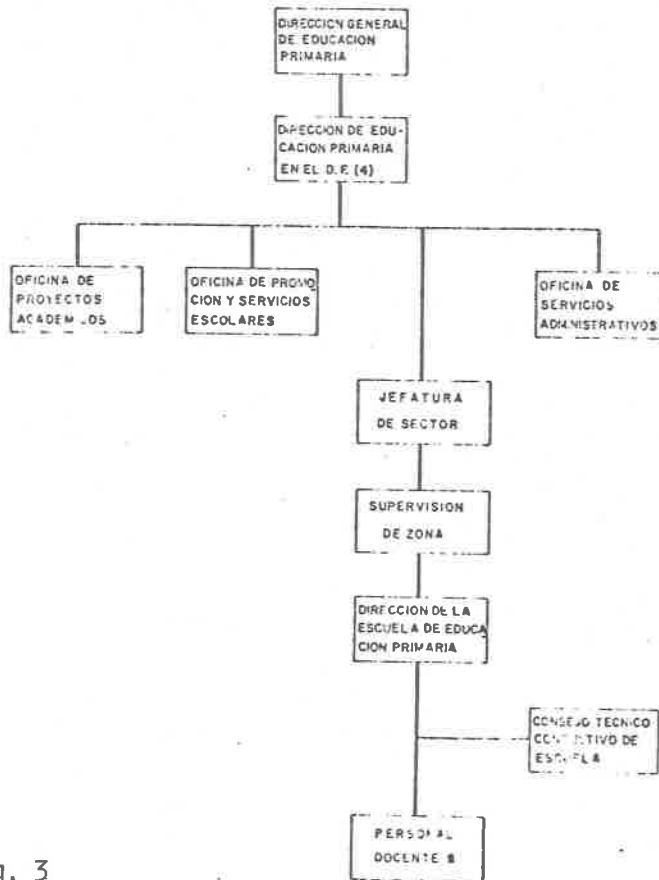 DIRECCION GENERAL
DE EDUCACION
PRIMARIA
DIRECCION DE EDU-
CACION PRIMARIA
EN EL D.F. (4)
OFICINA DE
PROYECTOS
OFICINA DE PROMO
CION Y SERVICIOS
ESCOLARES
OFICINA DE
SERVICIOS
ADMINISTRATIVOS
JEFATURA
DE SECTOR
SUPERVISION
DE ZONA
DIRECCION DE LA
ESCUELA DE EDUCA
CION PRIMARIA
CONSEJO TECNICO
DE
ESCUELA
PERSONAL
DOCENTE
g. 3